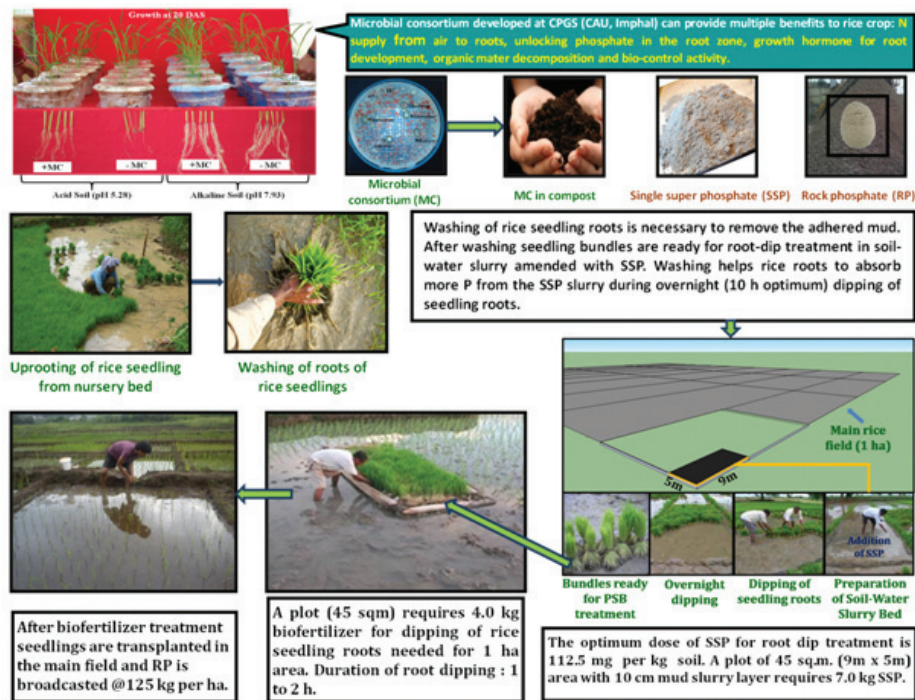 Growth at 20 DAS
+MC
- MC
+MC
- MC
Acid Soil (pH 5.28)
Alkaline Soil (pH 7.93)
Microbial consortium developed at CPGS (CAU, Imphal) can provide multiple benefits to rice crop: N
supply from air to roots, unlocking phosphate in the root zone, growth hormone for root
development, organic mater decomposition and bio-control activity.
Microbial
consortium (MC)
MC in compost
Single super phosphate (SSP)
Rock phosphate (RP)
Uprooting of rice seedling
from nursery bed
Washing of roots of
rice seedlings
Washing of rice seedling roots is necessary to remove the adhered mud.
After washing seedling bundles are ready for root-dip treatment in soil-
water slurry amended with SSP. Washing helps rice roots to absorb
more P from the SSP slurry during overnight (10 h optimum) dipping of
seedling roots.
Main rice
field (1 ha)
5m
9m
Addition
of SSP
Bundles ready
for PSB
treatment
Overnight
dipping
Dipping of
seedling roots
Preparation
of Soil-Water
Slurry Bed
After biofertilizer treatment
seedlings are transplanted in
the main field and RP is
broadcasted @125 kg per ha.
A plot (45 sqm) requires 4.0 kg
biofertilizer for dipping of rice
seedling roots needed for 1 ha
area. Duration of root dipping : 1
to 2 h.
The optimum dose of SSP for root dip treatment is
112.5 mg per kg soil. A plot of 45 sq.m. (9m x 5m)
area with 10 cm mud slurry layer requires 7.0 kg SSP.